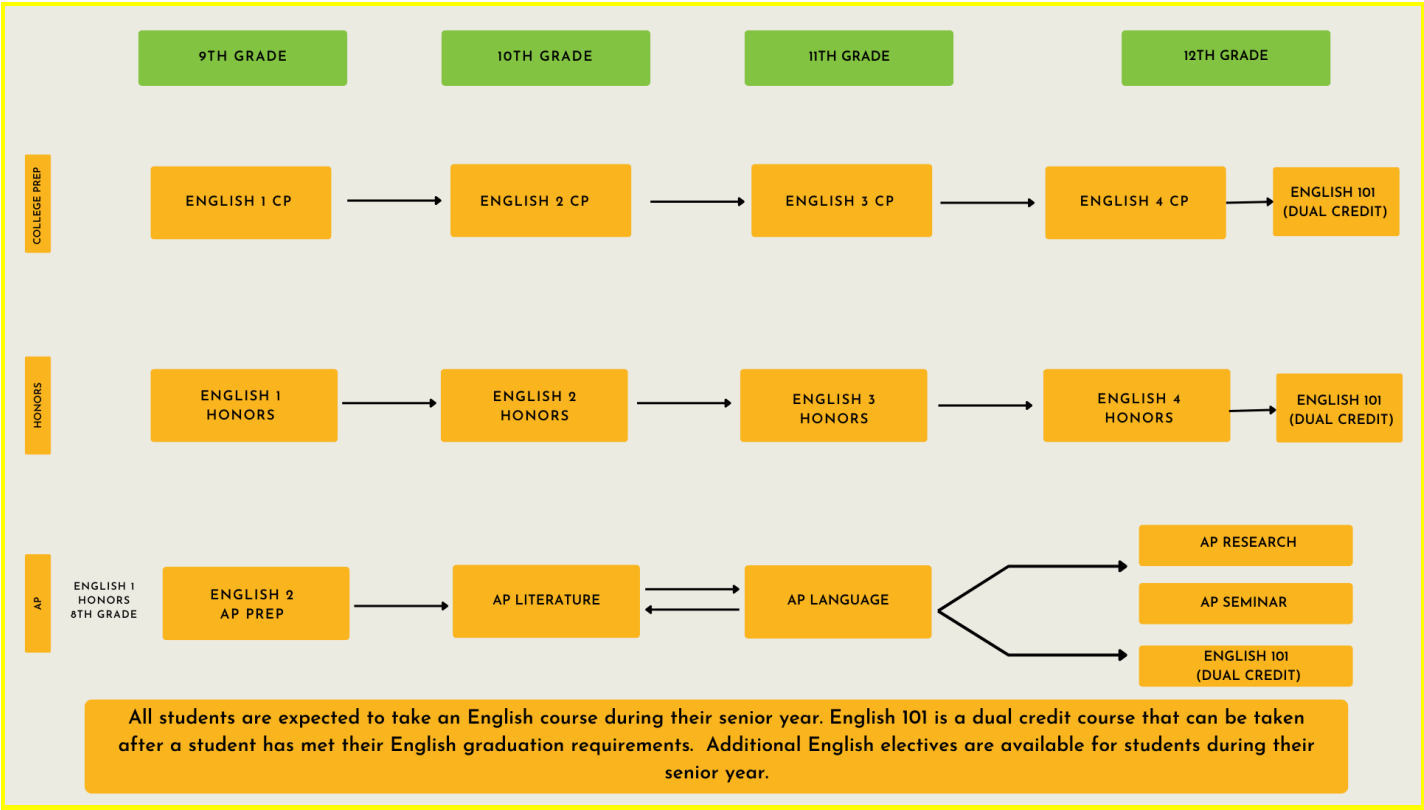 9TH GRADE
10TH GRADE
11TH GRADE
12TH GRADE
COLLEGE PREP
ENGLISH 1 CP
ENGLISH 2 CP
ENGLISH 3 CP
ENGLISH 4 CP
ENGLISH 101
(DUAL CREDIT)
HONORS
ENGLISH 1
HONORS
ENGLISH 2
HONORS
ENGLISH 3
HONORS
ENGLISH 4
HONORS
ENGLISH 101
(DUAL CREDIT)
AP
ENGLISH 1
HONORS
8TH GRADE
ENGLISH 2
AP PREP
AP LITERATURE
AP LANGUAGE
AP RESEARCH
AP SEMINAR
ENGLISH 101
(DUAL CREDIT)
All students are expected to take an English course during their senior year. English 101 is a dual credit course that can be taken
after a student has met their English graduation requirements. Additional English electives are available for students during their
senior year.